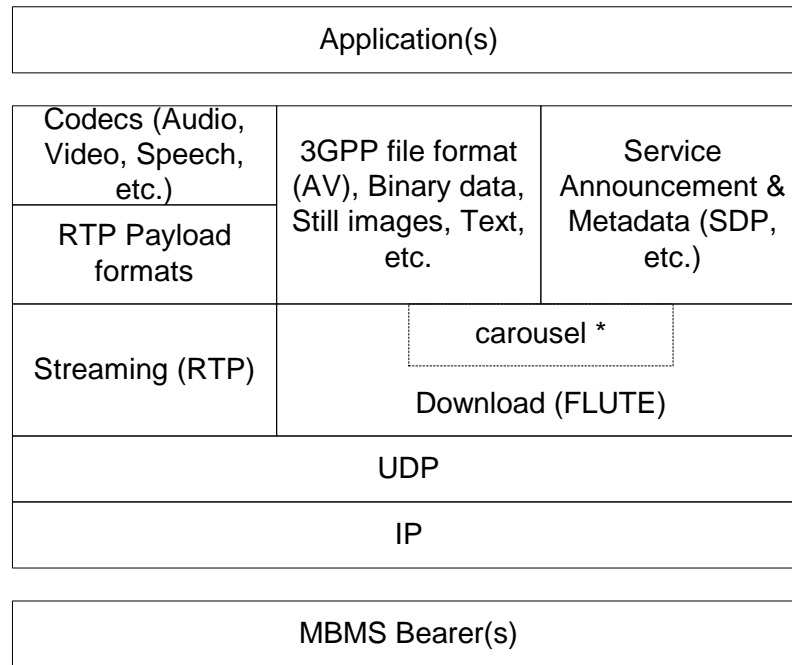 Application(s)
Codecs (Audio,
Video, Speech,
etc.)
RTP Payload
formats
3GPP file format
(AV), Binary data,
Still images, Text,
etc.
Service
Announcement &
Metadata (SDP,
etc.)
Streaming (RTP)
carousel *
Download (FLUTE)
UDP
IP
MBMS Bearer(s)